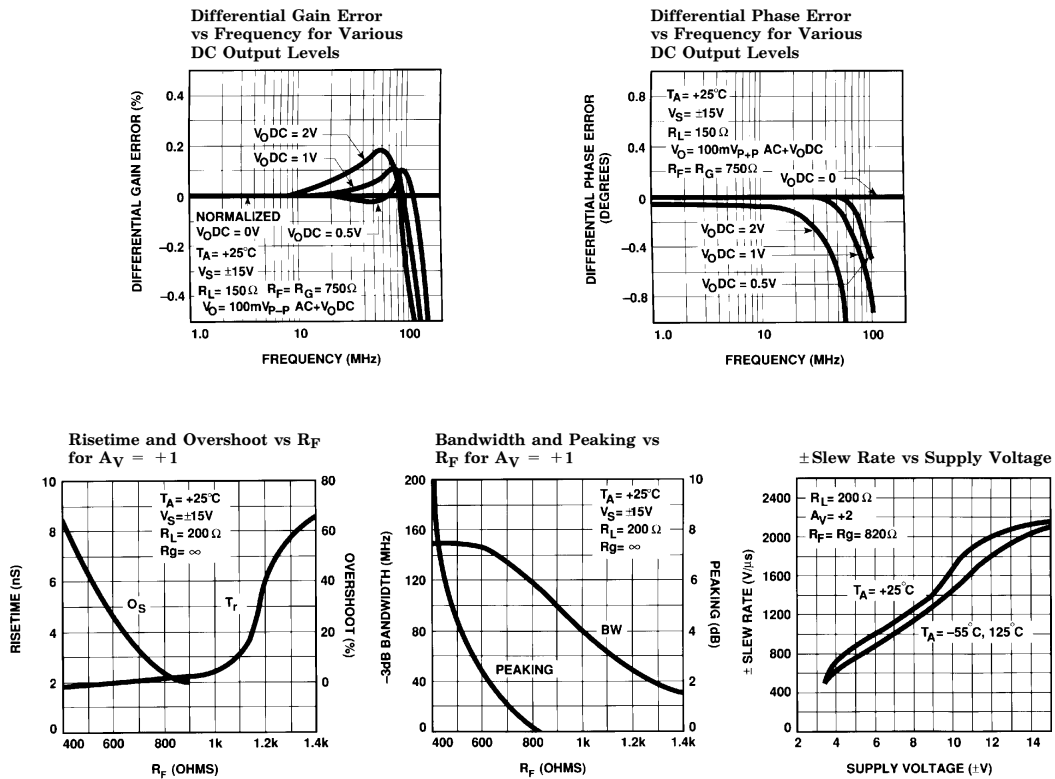 Differential Gain Error
vs Frequency for Various
DC Output Levels
DIFFERENTIAL GAIN ERROR (%)
0.4
0.2
0
−0.2
−0.4
VODC = 2V
VODC = 1V
NORMALIZED
VODC = 0V
VODC = 0.5V
TA = +25°C
VS = ±15V
RL = 150Ω RF = RG = 750Ω
VO = 100mVP–P AC+VODC
1.0 10 100
FREQUENCY (MHz)
Differential Phase Error
vs Frequency for Various
DC Output Levels
DIFFERENTIAL PHASE ERROR
(DEGREES)
0.8
0.4
0
−0.4
−0.8
TA = +25°C
VS = ±15V
RL = 150Ω
VO = 100mVP+P AC+VODC
RF = RG = 750Ω
VODC = 0
VODC = 2V
VODC = 1V
VODC = 0.5V
1.0 10 100
FREQUENCY (MHz)
Risetime and Overshoot vs RF
for AV = +1
RISETIME (nS)
10
8
6
4
2
0
TA = +25°C
VS = ±15V
RL = 200Ω
Rg = ∞
OS
Tr
80
60
40
20
0
OVERSHOOT (%)
400 600 800 1k 1.2k 1.4k
RF (OHMS)
Bandwidth and Peaking vs
RF for AV = +1
−3dB BANDWIDTH (MHz)
200
160
120
80
40
0
TA = +25°C
VS = ±15V
RL = 200Ω
Rg = ∞
BW
PEAKING
10
8
6
4
2
0
PEAKING (dB)
400 600 800 1k 1.2k 1.4k
RF (OHMS)
±Slew Rate vs Supply Voltage
± SLEW RATE (V/µs)
2400
2000
1600
1200
800
400
0
RL = 200Ω
AV = +2
RF = Rg = 820Ω
TA = +25°C
TA = −55°C, 125°C
2 4 6 8 10 12 14
SUPPLY VOLTAGE (±V)